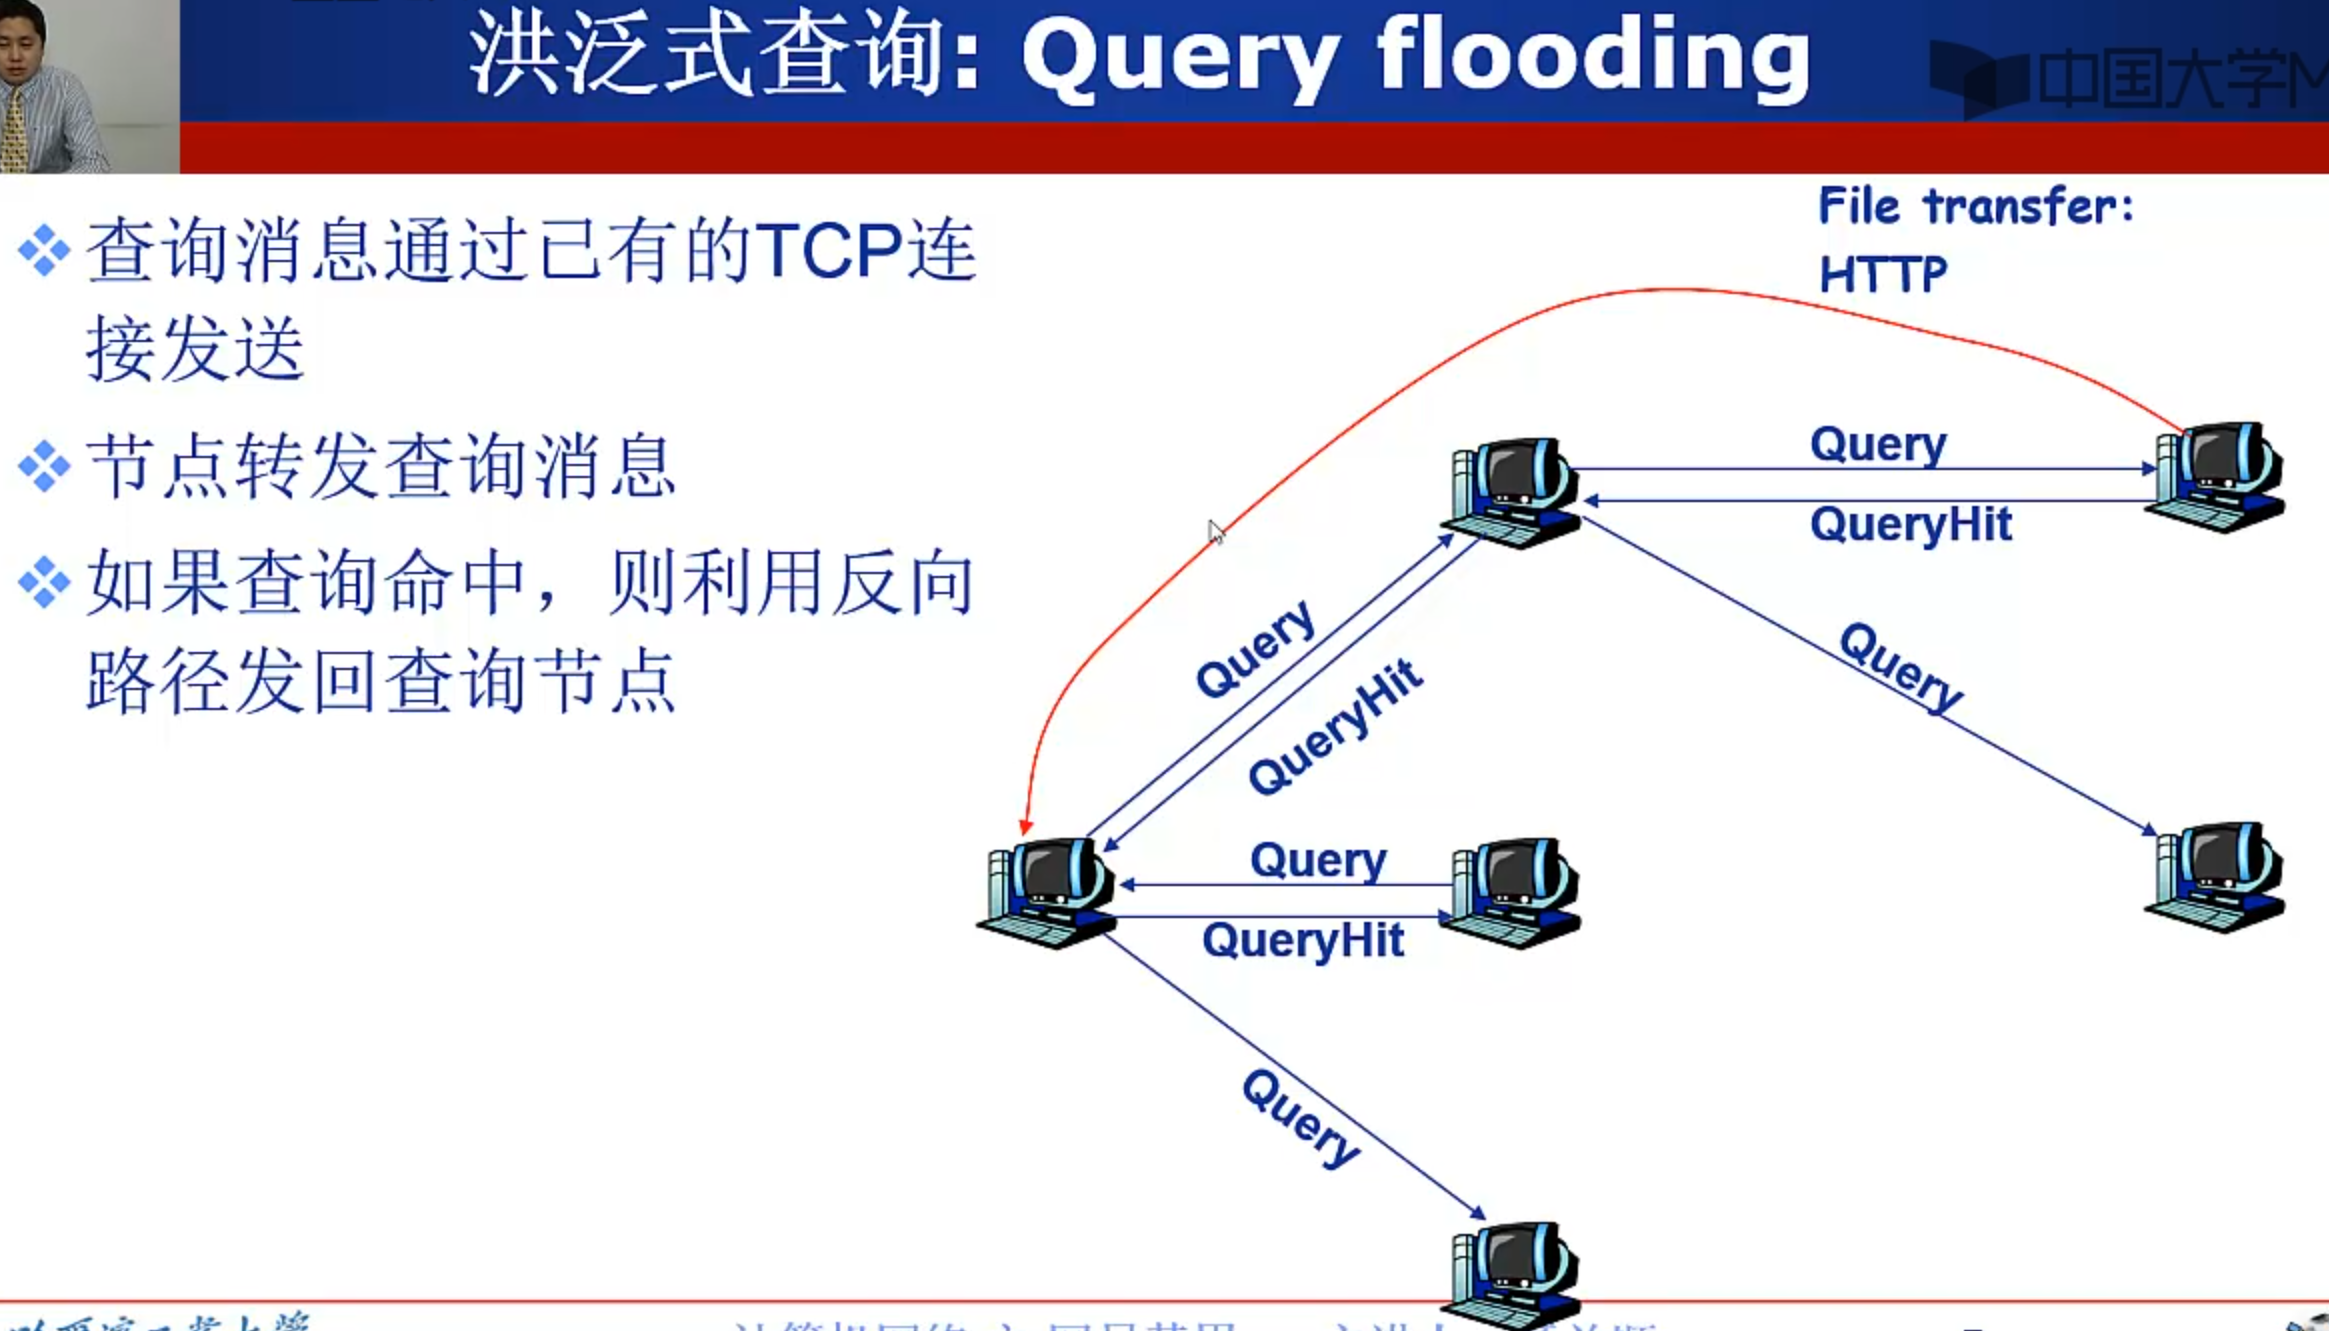 洪泛式查询: Query flooding
中国大学M
查询消息通过已有的TCP连
接发送
节点转发查询消息
如果查询命中，则利用反向
路径发回查询节点
File transfer:
HTTP
Query
QueryHit
Query
QueryHit
Query
Query
QueryHit
Query